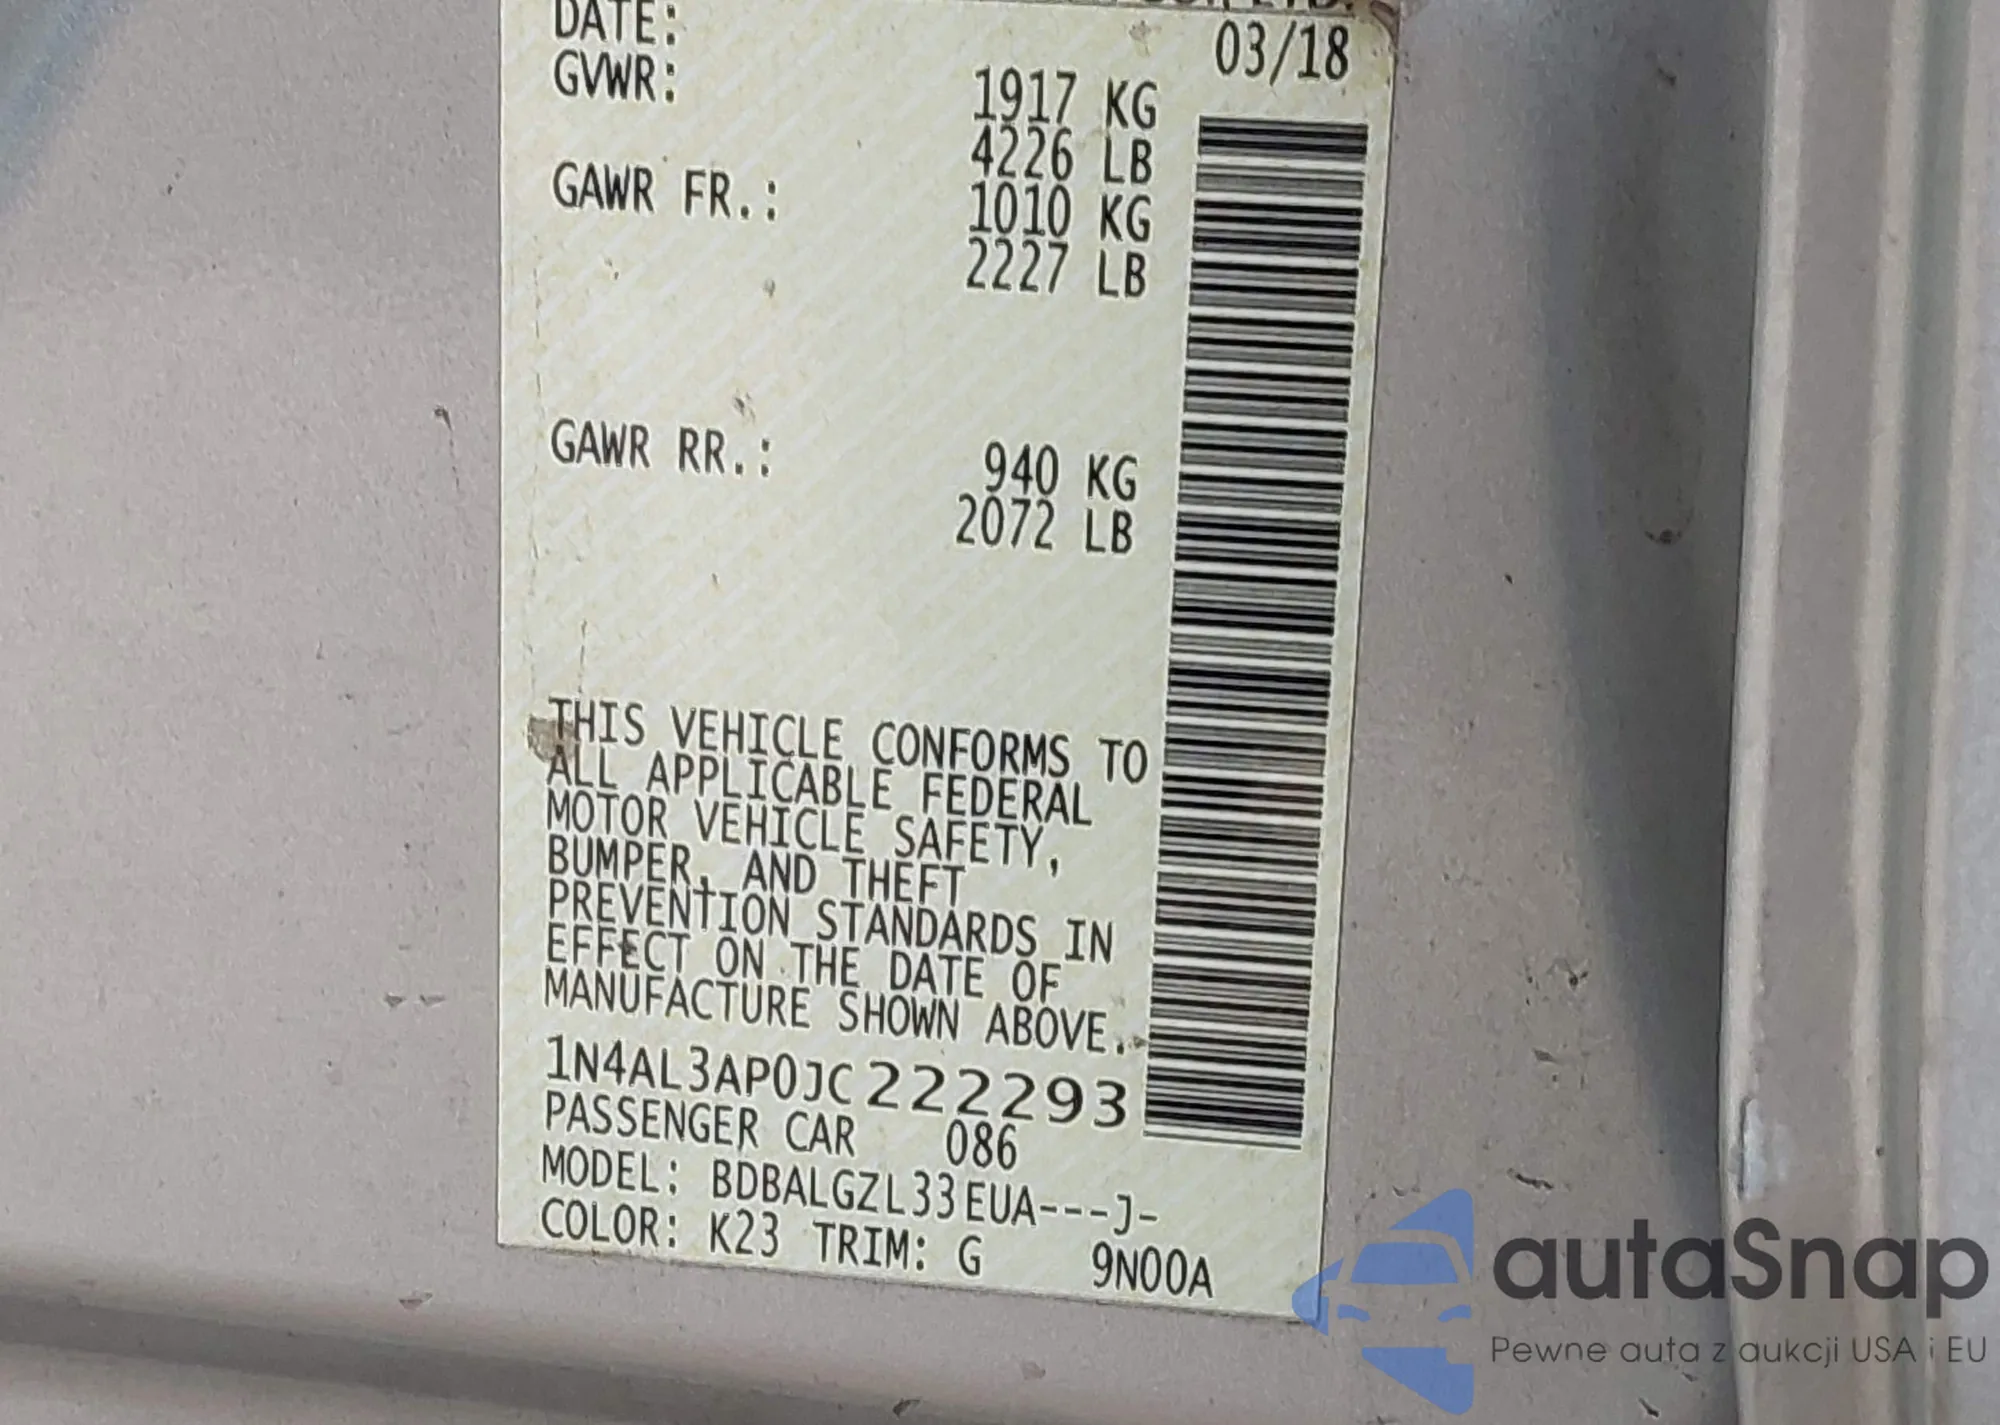 DATE: 03/18
GVWR: 1917 KG
4226 LB
GAWR FR.: 1010 KG
2227 LB
GAWR RR.: 940 KG
2072 LB
THIS VEHICLE CONFORMS TO
ALL APPLICABLE FEDERAL
MOTOR VEHICLE SAFETY,
BUMPER, AND THEFT
PREVENTION STANDARDS IN
EFFECT ON THE DATE OF
MANUFACTURE SHOWN ABOVE.
1N4AL3AP0JC222293
PASSENGER CAR 086
MODEL: BDBALGZL33EUA---J-
COLOR: K23 TRIM: G 9N00A
autaSnap
Pewne auta z aukcji USA i EU